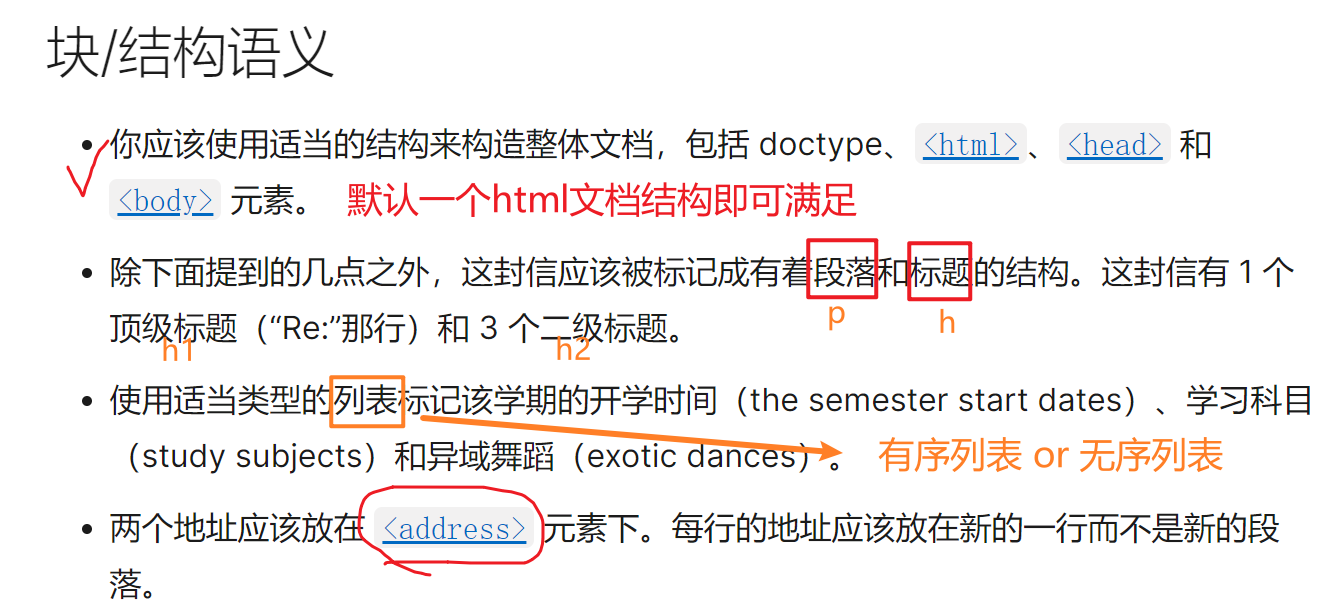 块/结构语义
你应该使用适当的结构来构造整体文档，包括 doctype、<html>、<head> 和
<body> 元素。 默认一个html文档结构即可满足
除下面提到的几点之外，这封信应该被标记成有着段落和标题的结构。这封信有 1 个
p h
顶级标题（“Re:”那行）和 3 个二级标题。
h1 h2
使用适当类型的列表标记该学期的开学时间（the semester start dates）、学习科目
（study subjects）和异域舞蹈（exotic dances）。 有序列表 or 无序列表
两个地址应该放在 <address> 元素下。每行的地址应该放在新的一行而不是新的段
落。